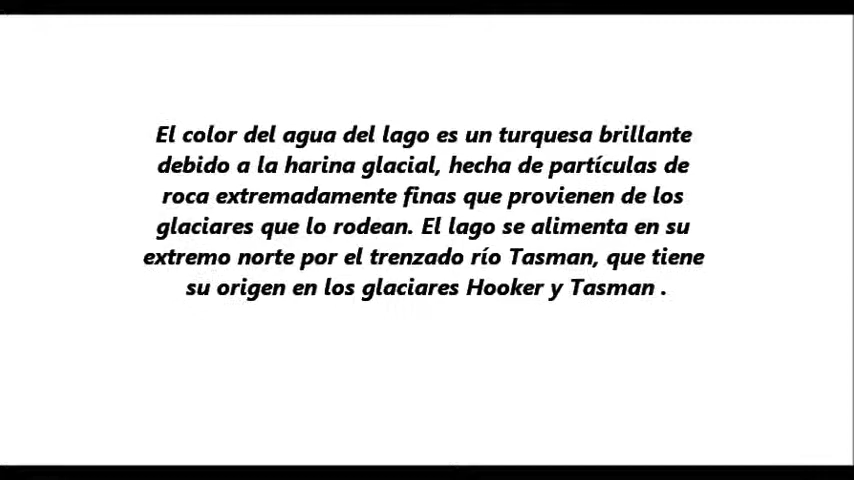 El color del agua del lago es un turquesa brillante
debido a la harina glacial, hecha de partículas de
roca extremadamente finas que provienen de los
glaciares que lo rodean. El lago se alimenta en su
extremo norte por el trenzado río Tasman, que tiene
su origen en los glaciares Hooker y Tasman .